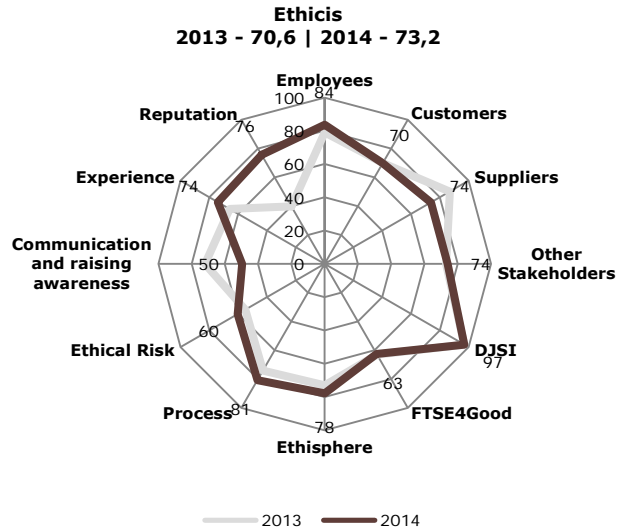 Ethicis
2013 - 70,6 | 2014 - 73,2
Employees
84
100
Reputation
76
Customers
70
80
60
Experience
74
Suppliers
74
40
20
Communication
and raising
awareness
50
0
74
Other
Stakeholders
60
Ethical Risk
DJSI
97
63
Process
81
FTSE4Good
78
Ethisphere
2013
2014